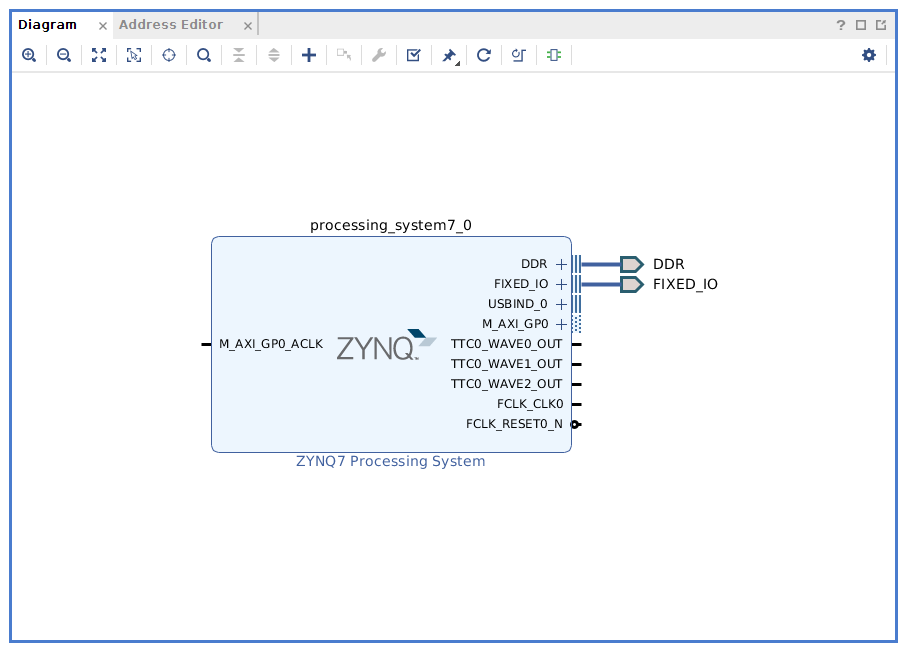 Diagram × Address Editor × ?
processing_system7_0
DDR
FIXED_IO
USBIND_0
M_AXI_GP0
M_AXI_GP0_ACLK
ZYNQ™
TTC0_WAVE0_OUT
TTC0_WAVE1_OUT
TTC0_WAVE2_OUT
FCLK_CLK0
FCLK_RESET0_N
DDR
FIXED_IO
ZYNQ7 Processing System